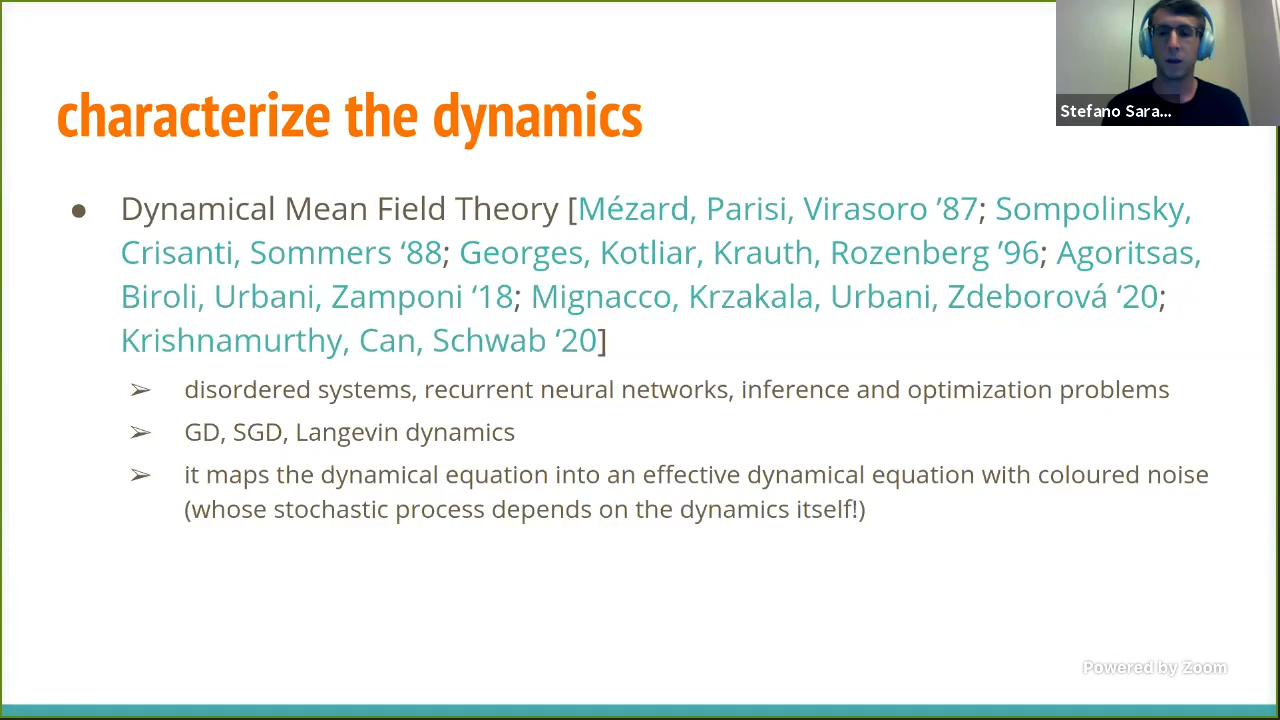 characterize the dynamics
Stefano Sara...
● Dynamical Mean Field Theory [Mézard, Parisi, Virasoro ’87; Sompolinsky,
Crisanti, Sommers ‘88; Georges, Kotliar, Krauth, Rozenberg ’96; Agoritsas,
Biroli, Urbani, Zamponi ‘18; Mignacco, Krzakala, Urbani, Zdeborová ‘20;
Krishnamurthy, Can, Schwab ‘20]
➢ disordered systems, recurrent neural networks, inference and optimization problems
➢ GD, SGD, Langevin dynamics
➢ it maps the dynamical equation into an effective dynamical equation with coloured noise
(whose stochastic process depends on the dynamics itself!)
Powered by Zoom